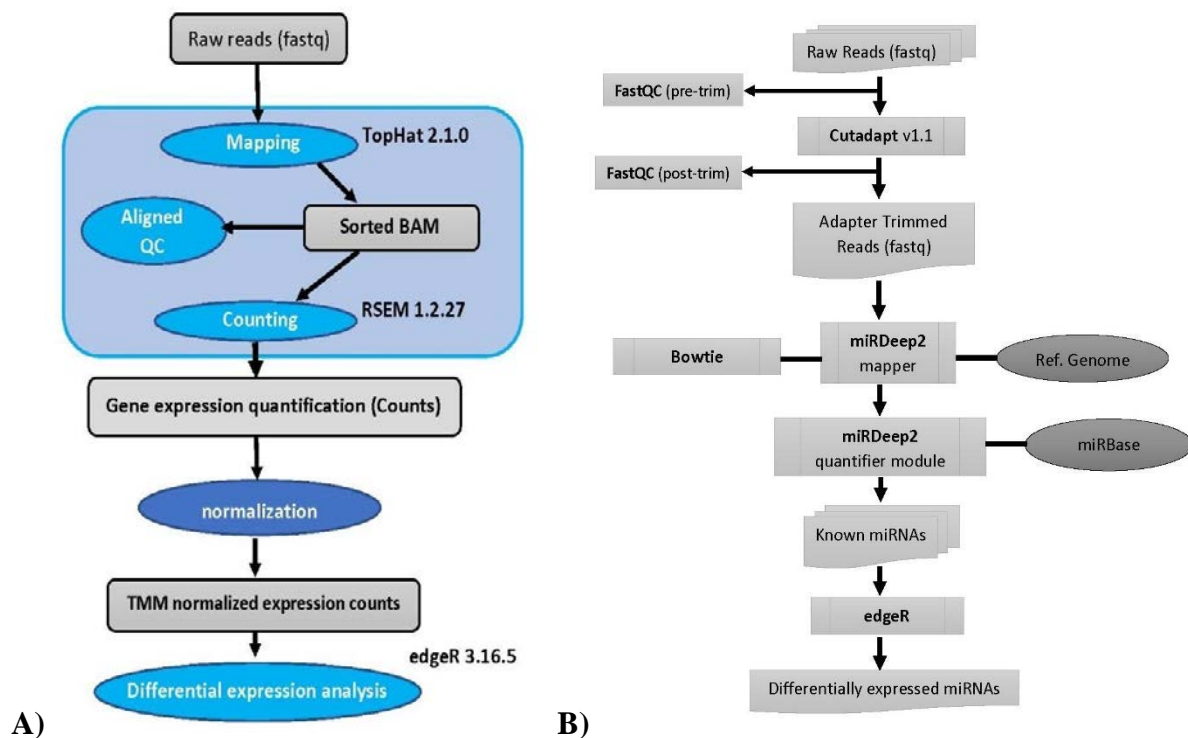 Raw reads (fastq)
Mapping
TopHat 2.1.0
Aligned
QC
Sorted BAM
Counting
RSEM 1.2.27
Gene expression quantification (Counts)
normalization
TMM normalized expression counts
edgeR 3.16.5
Differential expression analysis
A)
Raw Reads (fastq)
FastQC (pre-trim)
Cutadapt v1.1
FastQC (post-trim)
Adapter Trimmed
Reads (fastq)
Bowtie
miRDeep2
mapper
Ref. Genome
miRDeep2
quantifier module
miRBase
Known miRNAs
edgeR
Differentially expressed miRNAs
B)